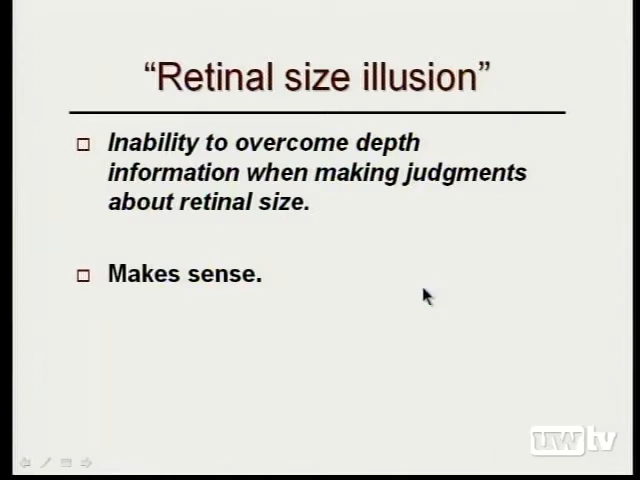 “Retinal size illusion”
Inability to overcome depth
information when making judgments
about retinal size.
Makes sense.
uwtv